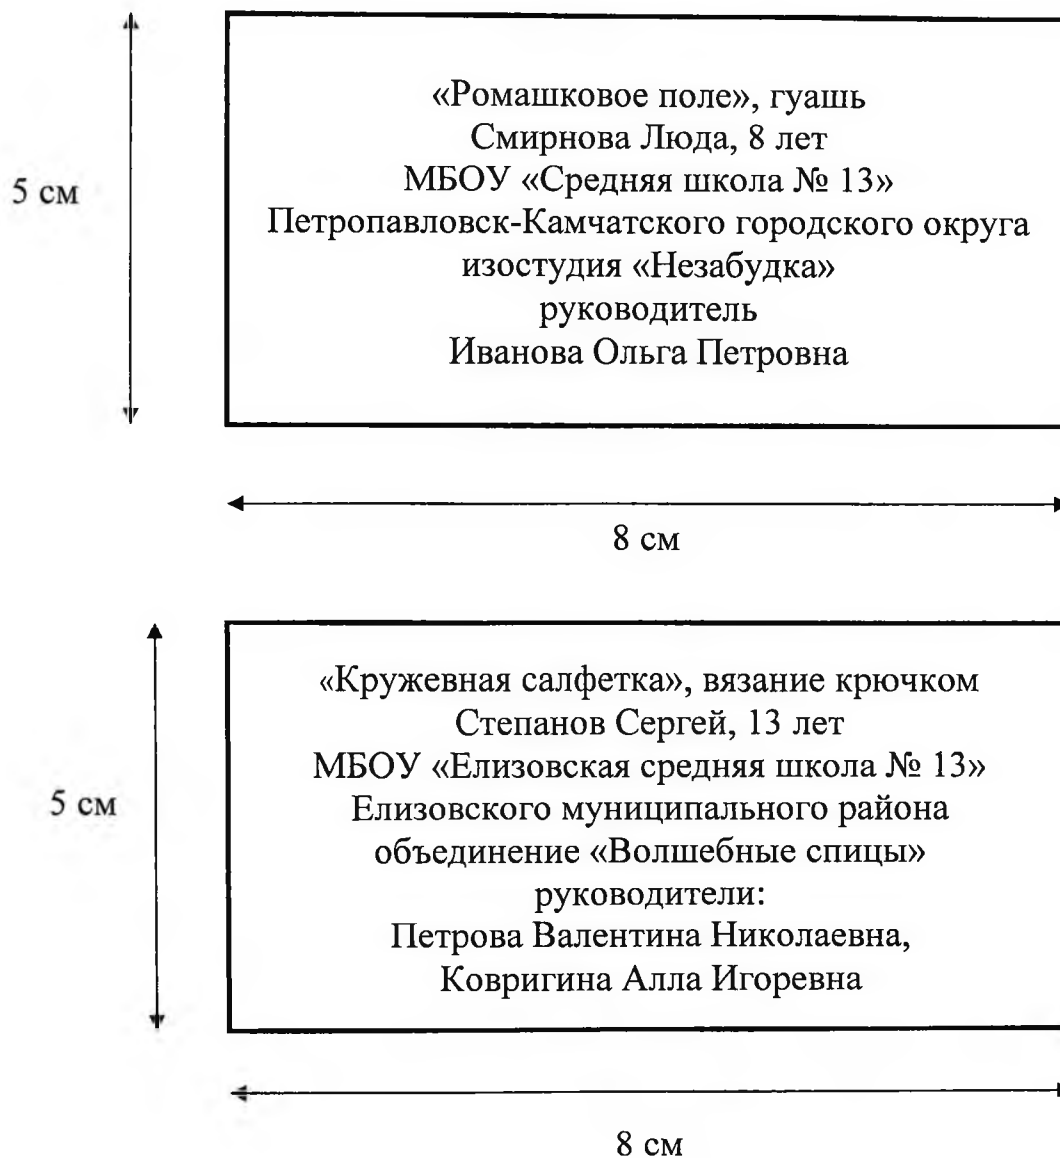 «Ромашковое поле», гуашь
Смирнова Люда, 8 лет
МБОУ «Средняя школа № 13»
Петропавловск-Камчатского городского округа
изостудия «Незабудка»
руководитель
Иванова Ольга Петровна
5 см
8 см
«Кружевная салфетка», вязание крючком
Степанов Сергей, 13 лет
МБОУ «Елизовская средняя школа № 13»
Елизовского муниципального района
объединение «Волшебные спицы»
руководители:
Петрова Валентина Николаевна,
Ковригина Алла Игоревна
5 см
8 см